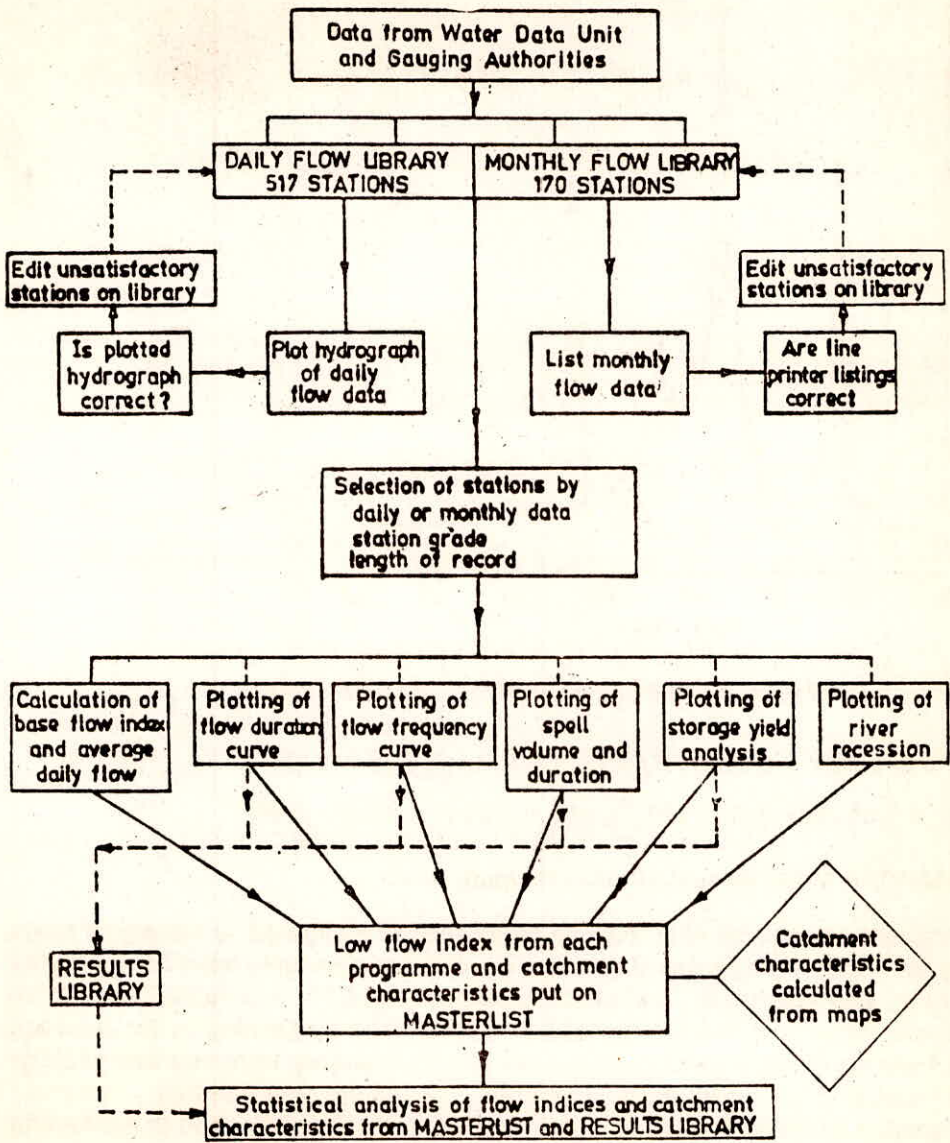 Data from Water Data Unit
and Gauging Authorities
DAILY FLOW LIBRARY
517 STATIONS
MONTHLY FLOW LIBRARY
170 STATIONS
Edit unsatisfactory
stations on library
Edit unsatisfactory
stations on library
Is plotted
hydrograph
correct?
Plot hydrograph
of daily
flow data
List monthly
flow data
Are line
printer listings
correct
Selection of stations by
daily or monthly data
station grade
length of record
Calculation of
base flow index
and average
daily flow
Plotting of
flow duration
curve
Plotting of
flow frequency
curve
Plotting of
spell
volume and
duration
Plotting of
storage yield
analysis
Plotting of
river
recession
RESULTS
LIBRARY
Low flow index from each
programme and catchment
characteristics put on
MASTERLIST
Catchment
characteristics
calculated
from maps
Statistical analysis of flow indices and catchment
characteristics from MASTERLIST and RESULTS LIBRARY